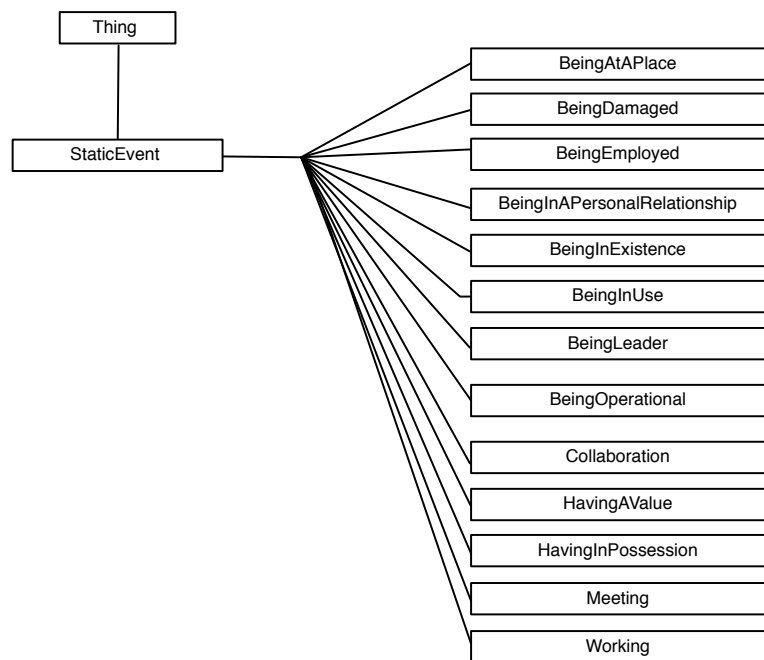 Thing
StaticEvent
BeingAtAPlace
BeingDamaged
BeingEmployed
BeingInAPersonalRelationship
BeingInExistence
BeingInUse
BeingLeader
BeingOperational
Collaboration
HavingAValue
HavingInPossession
Meeting
Working